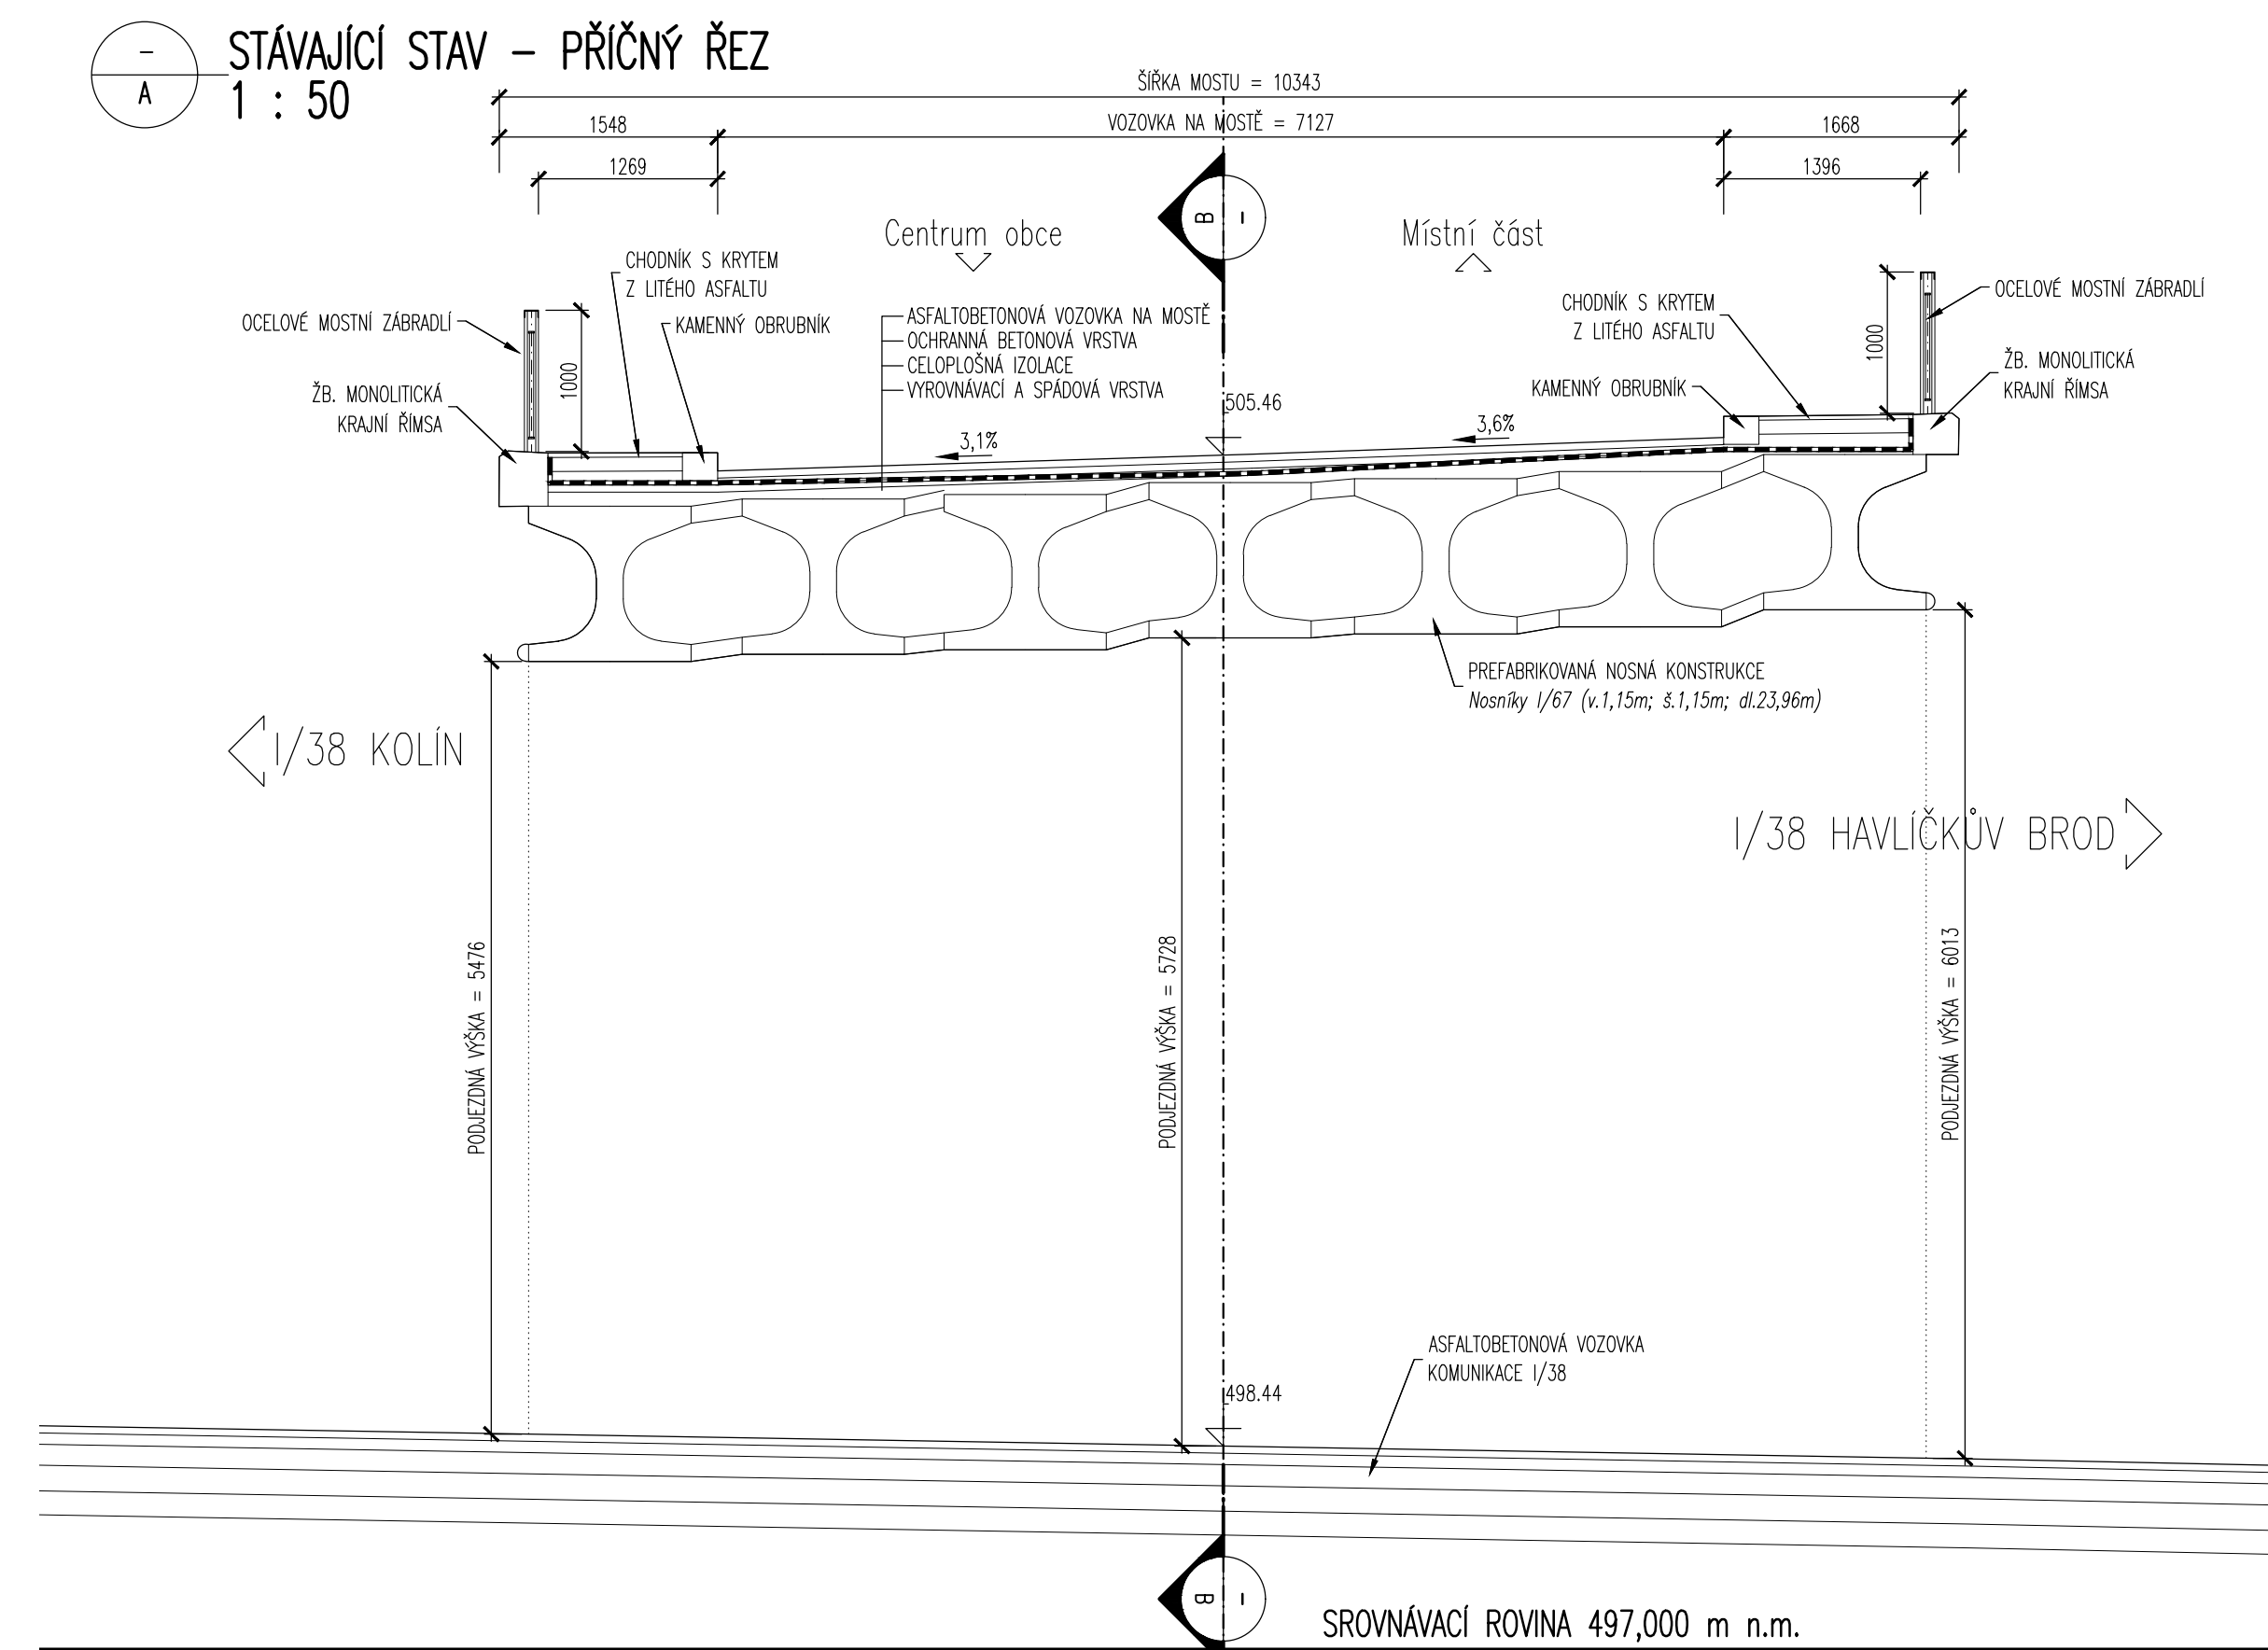 –
A
STÁVAJÍCÍ STAV – PŘÍČNÝ ŘEZ
1 : 50
ŠÍŘKA MOSTU = 10343
1548
VOZOVKA NA MOSTĚ = 7127
1668
1269
1396
B
–
Centrum obce
Místní část
CHODNÍK S KRYTEM
Z LITÉHO ASFALTU
OCELOVÉ MOSTNÍ ZÁBRADLÍ
KAMENNÝ OBRUBNÍK
ASFALTOBETONOVÁ VOZOVKA NA MOSTĚ
OCHRANNÁ BETONOVÁ VRSTVA
CELOPLOŠNÁ IZOLACE
VYROVNÁVACÍ A SPÁDOVÁ VRSTVA
CHODNÍK S KRYTEM
Z LITÉHO ASFALTU
OCELOVÉ MOSTNÍ ZÁBRADLÍ
1000
1000
ŽB. MONOLITICKÁ
KRAJNÍ ŘÍMSA
KAMENNÝ OBRUBNÍK
ŽB. MONOLITICKÁ
KRAJNÍ ŘÍMSA
505.46
3,1%
3,6%
PREFABRIKOVANÁ NOSNÁ KONSTRUKCE
Nosníky I/67 (v.1,15m; š.1,15m; dl.23,96m)
I/38 KOLÍN
I/38 HAVLÍČKŮV BROD
PODJEZDNÁ VÝŠKA = 5476
PODJEZDNÁ VÝŠKA = 5728
PODJEZDNÁ VÝŠKA = 6013
ASFALTOBETONOVÁ VOZOVKA
KOMUNIKACE I/38
498.44
B
–
SROVNÁVACÍ ROVINA 497,000 m n.m.